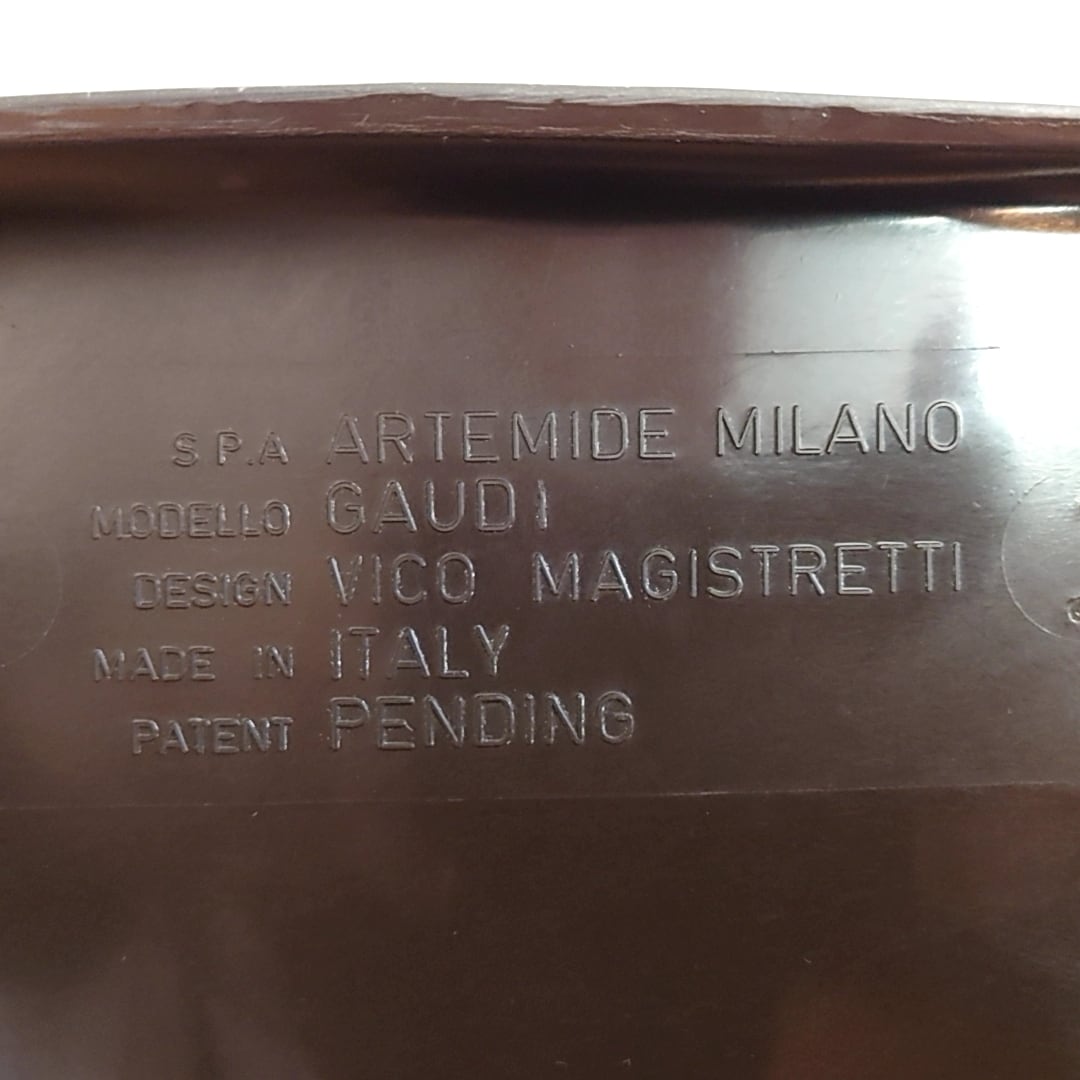 S P.A ARTEMIDE MILANO
MODELLO GAUDI
DESIGN VICO MAGISTRETTI
MADE IN ITALY
PATENT PENDING